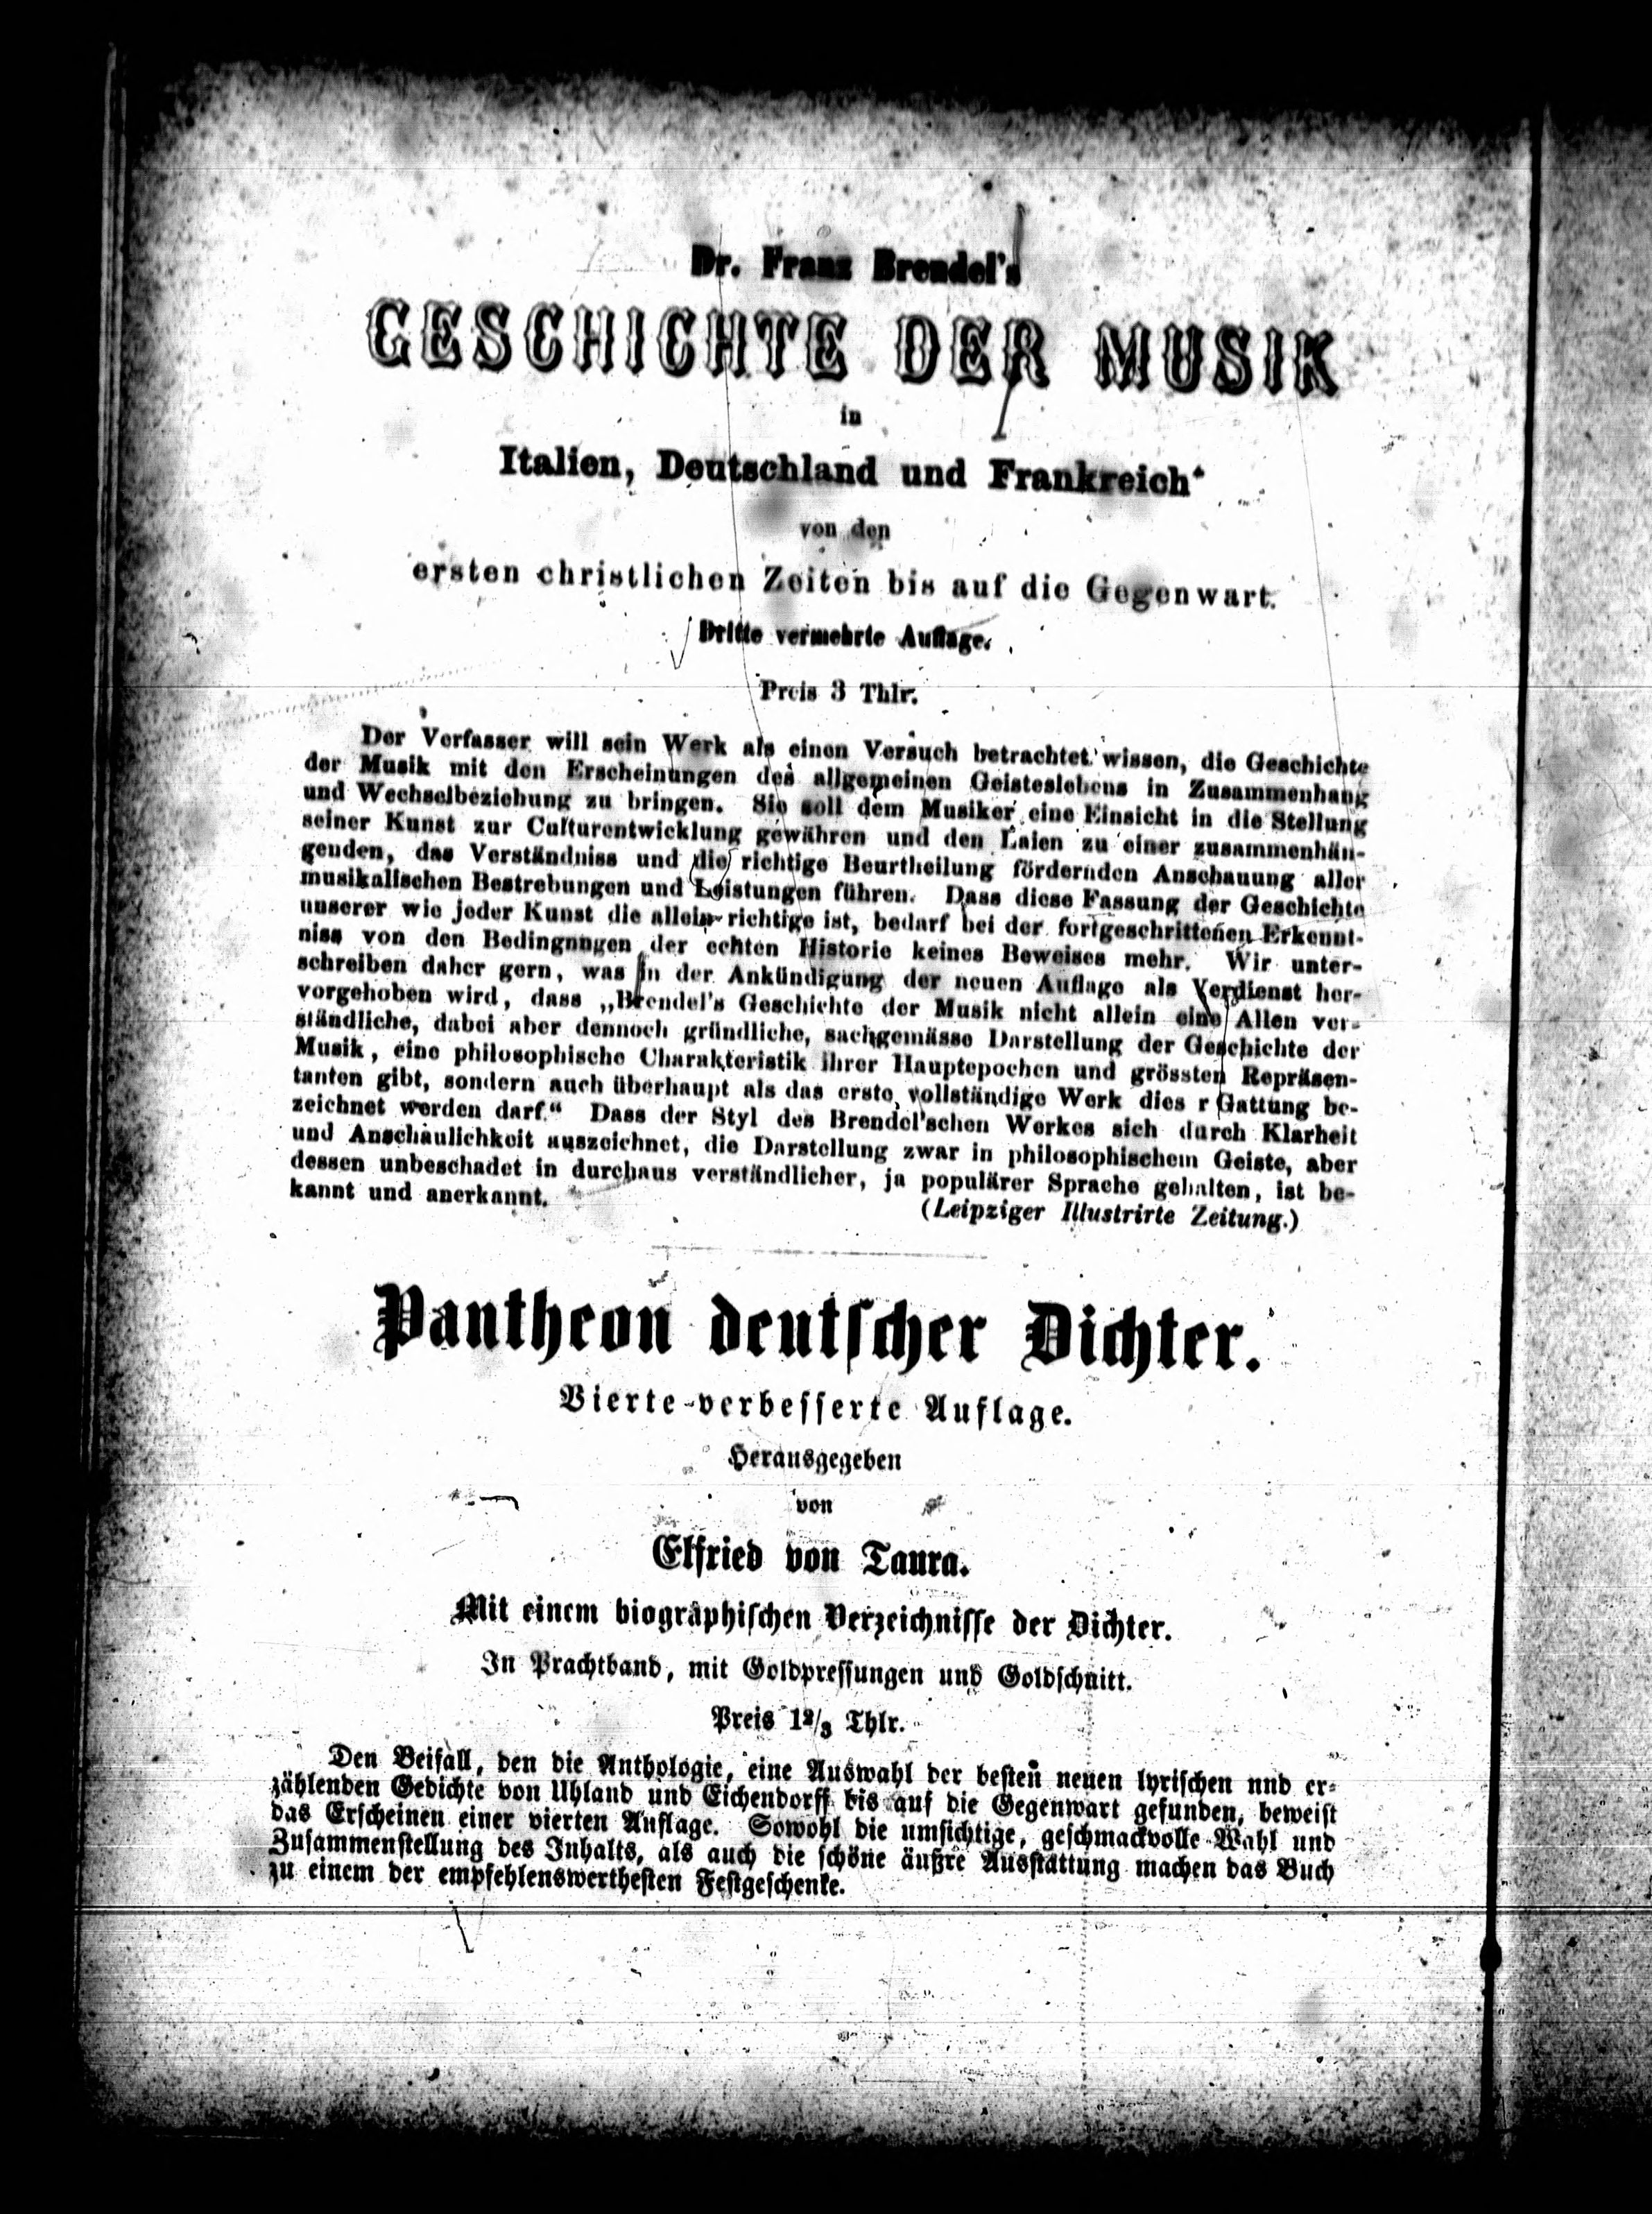 Dr. Franz Brendel's
GESCHICHTE DER MUSIK
in
Italien, Deutschland und Frankreich
von den
ersten christlichen Zeiten bis auf die Gegenwart.
Dritte vermehrte Auflage.
Preis 3 Thlr.
Der Verfasser will sein Werk als einen Versuch betrachtet wissen, die Geschichte
der Musik mit den Erscheinungen des allgemeinen Geisteslebens in Zusammenhang
und Wechselbeziehung zu bringen. Sie soll dem Musiker eine Einsicht in die Stellung
seiner Kunst zur Culturentwicklung gewähren und den Laien zu einer zusammenhän-
genden, das Verständniss und die richtige Beurtheilung fördernden Anschauung aller
musikalischen Bestrebungen und Leistungen führen. Dass diese Fassung der Geschichte
unserer wie jeder Kunst die allein richtige ist, bedarf bei der fortgeschrittenen Erkennt-
niss von den Bedingungen der echten Historie keines Beweises mehr. Wir unter-
schreiben daher gern, was in der Ankündigung der neuen Auflage als Verdienst her-
vorgehoben wird, dass „Brendel's Geschichte der Musik nicht allein eine Allen ver-
ständliche, dabei aber dennoch gründliche, sachgemässe Darstellung der Geschichte der
Musik, eine philosophische Charakteristik ihrer Hauptepochen und grössten Repräsen-
tanten gibt, sondern auch überhaupt als das erste vollständige Werk dies r Gattung be-
zeichnet werden darf.“ Dass der Styl des Brendel'schen Werkes sich durch Klarheit
und Anschaulichkeit auszeichnet, die Darstellung zwar in philosophischem Geiste, aber
dessen unbeschadet in durchaus verständlicher, ja populärer Sprache gehalten, ist be-
kannt und anerkannt.
(Leipziger Illustrirte Zeitung.)
Pantheon deutscher Dichter.
Vierte verbesserte Auflage.
Herausgegeben
von
Elfried von Taura.
Mit einem biographischen Verzeichnisse der Dichter.
In Prachtband, mit Goldpressungen und Goldschnitt.
Preis 1 2/3 Thlr.
Den Beifall, den die Anthologie, eine Auswahl der besten neuen lyrischen und er-
zählenden Gedichte von Uhland und Eichendorff bis auf die Gegenwart gefunden, beweist
das Erscheinen einer vierten Auflage. Sowohl die umsichtige, geschmackvolle Wahl und
Zusammenstellung des Inhalts, als auch die schöne äußre Ausstattung machen das Buch
zu einem der empfehlenswerthesten Festgeschenke.